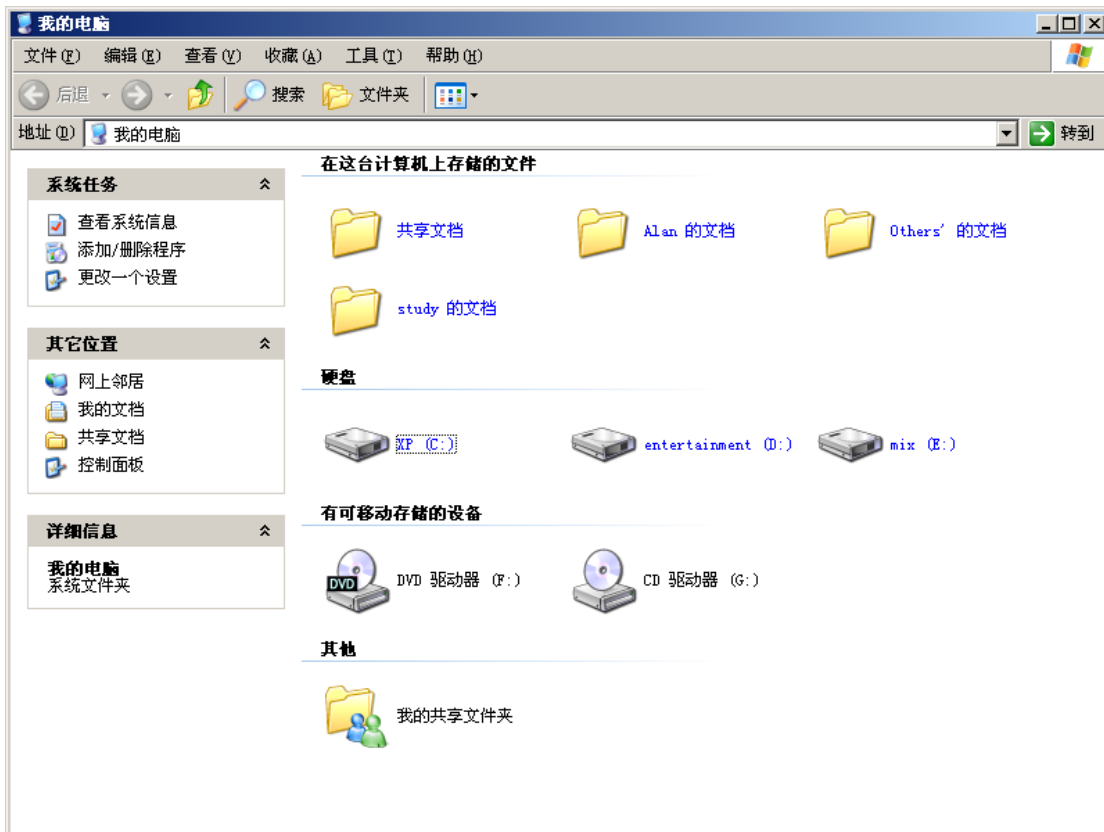 我的电脑
文件(F) 编辑(E) 查看(V) 收藏(A) 工具(T) 帮助(H)
后退 搜索 文件夹
地址(D) 我的电脑 转到
系统任务
查看系统信息
添加/删除程序
更改一个设置
其它位置
网上邻居
我的文档
共享文档
控制面板
详细信息
我的电脑
系统文件夹
在这台计算机上存储的文件
共享文档 Alan 的文档 Others' 的文档
study 的文档
硬盘
XP (C:) entertainment (D:) mix (E:)
有可移动存储的设备
DVD DVD 驱动器 (F:) CD 驱动器 (G:)
其他
我的共享文件夹